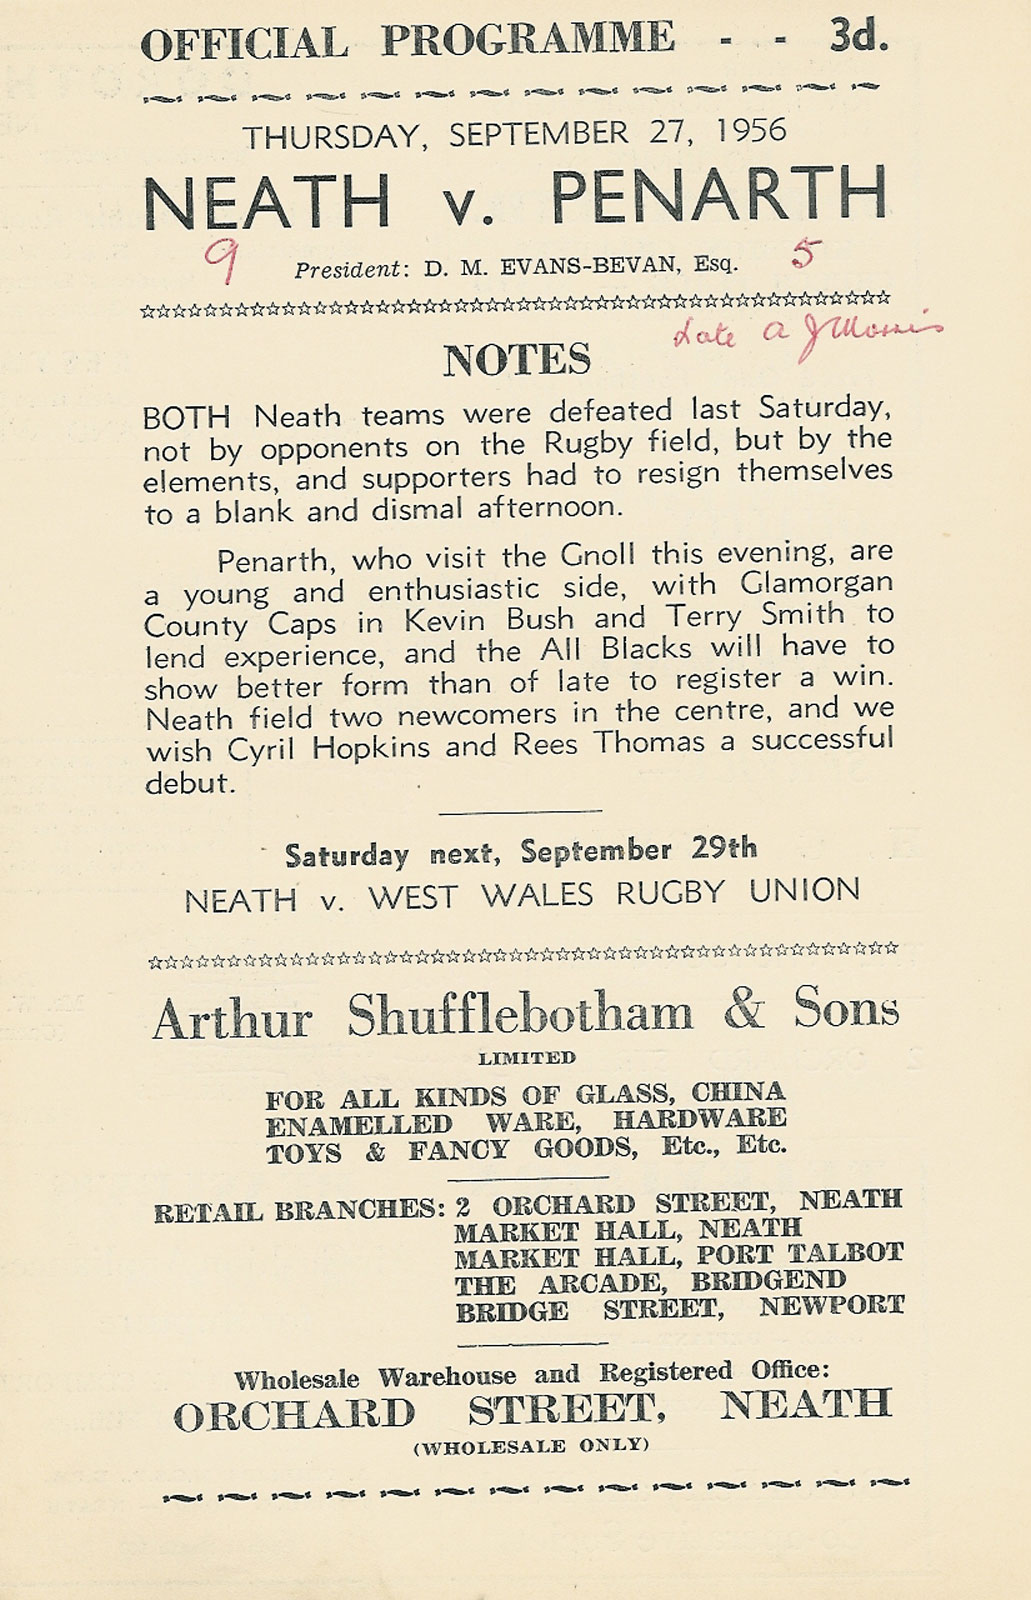 OFFICIAL PROGRAMME - - 3d.
THURSDAY, SEPTEMBER 27, 1956
NEATH v. PENARTH
9 5
President: D. M. EVANS-BEVAN, Esq.
Late A J Morris
NOTES
BOTH Neath teams were defeated last Saturday,
not by opponents on the Rugby field, but by the
elements, and supporters had to resign themselves
to a blank and dismal afternoon.
Penarth, who visit the Gnoll this evening, are
a young and enthusiastic side, with Glamorgan
County Caps in Kevin Bush and Terry Smith to
lend experience, and the All Blacks will have to
show better form than of late to register a win.
Neath field two newcomers in the centre, and we
wish Cyril Hopkins and Rees Thomas a successful
debut.
Saturday next, September 29th
NEATH v. WEST WALES RUGBY UNION
Arthur Shufflebotham & Sons
LIMITED
FOR ALL KINDS OF GLASS, CHINA
ENAMELLED WARE, HARDWARE
TOYS & FANCY GOODS, Etc., Etc.
RETAIL BRANCHES: 2 ORCHARD STREET, NEATH
MARKET HALL, NEATH
MARKET HALL, PORT TALBOT
THE ARCADE, BRIDGEND
BRIDGE STREET, NEWPORT
Wholesale Warehouse and Registered Office:
ORCHARD STREET, NEATH
(WHOLESALE ONLY)